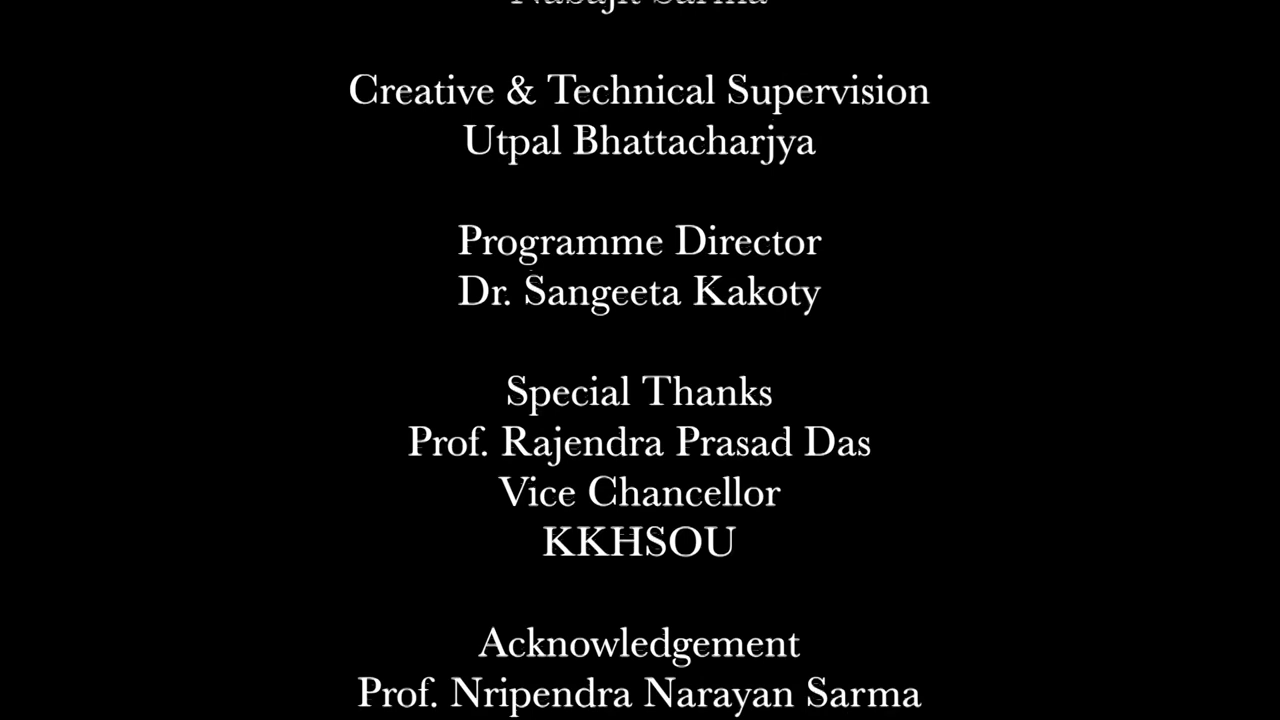 Creative & Technical Supervision
Utpal Bhattacharjya
Programme Director
Dr. Sangeeta Kakoty
Special Thanks
Prof. Rajendra Prasad Das
Vice Chancellor
KKHSOU
Acknowledgement
Prof. Nripendra Narayan Sarma